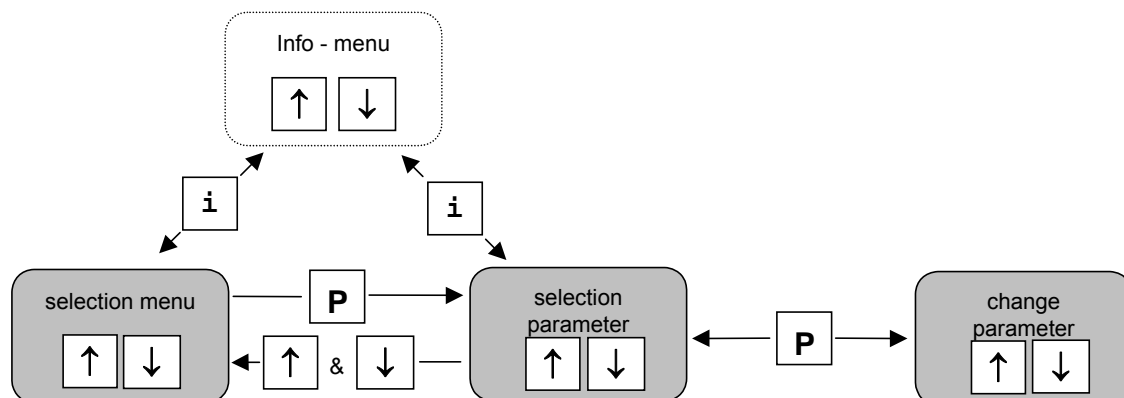 Info - menu
↑ ↓
i i
selection menu
↑ ↓
P
↑ & ↓
selection
parameter
↑ ↓
P
change
parameter
↑ ↓